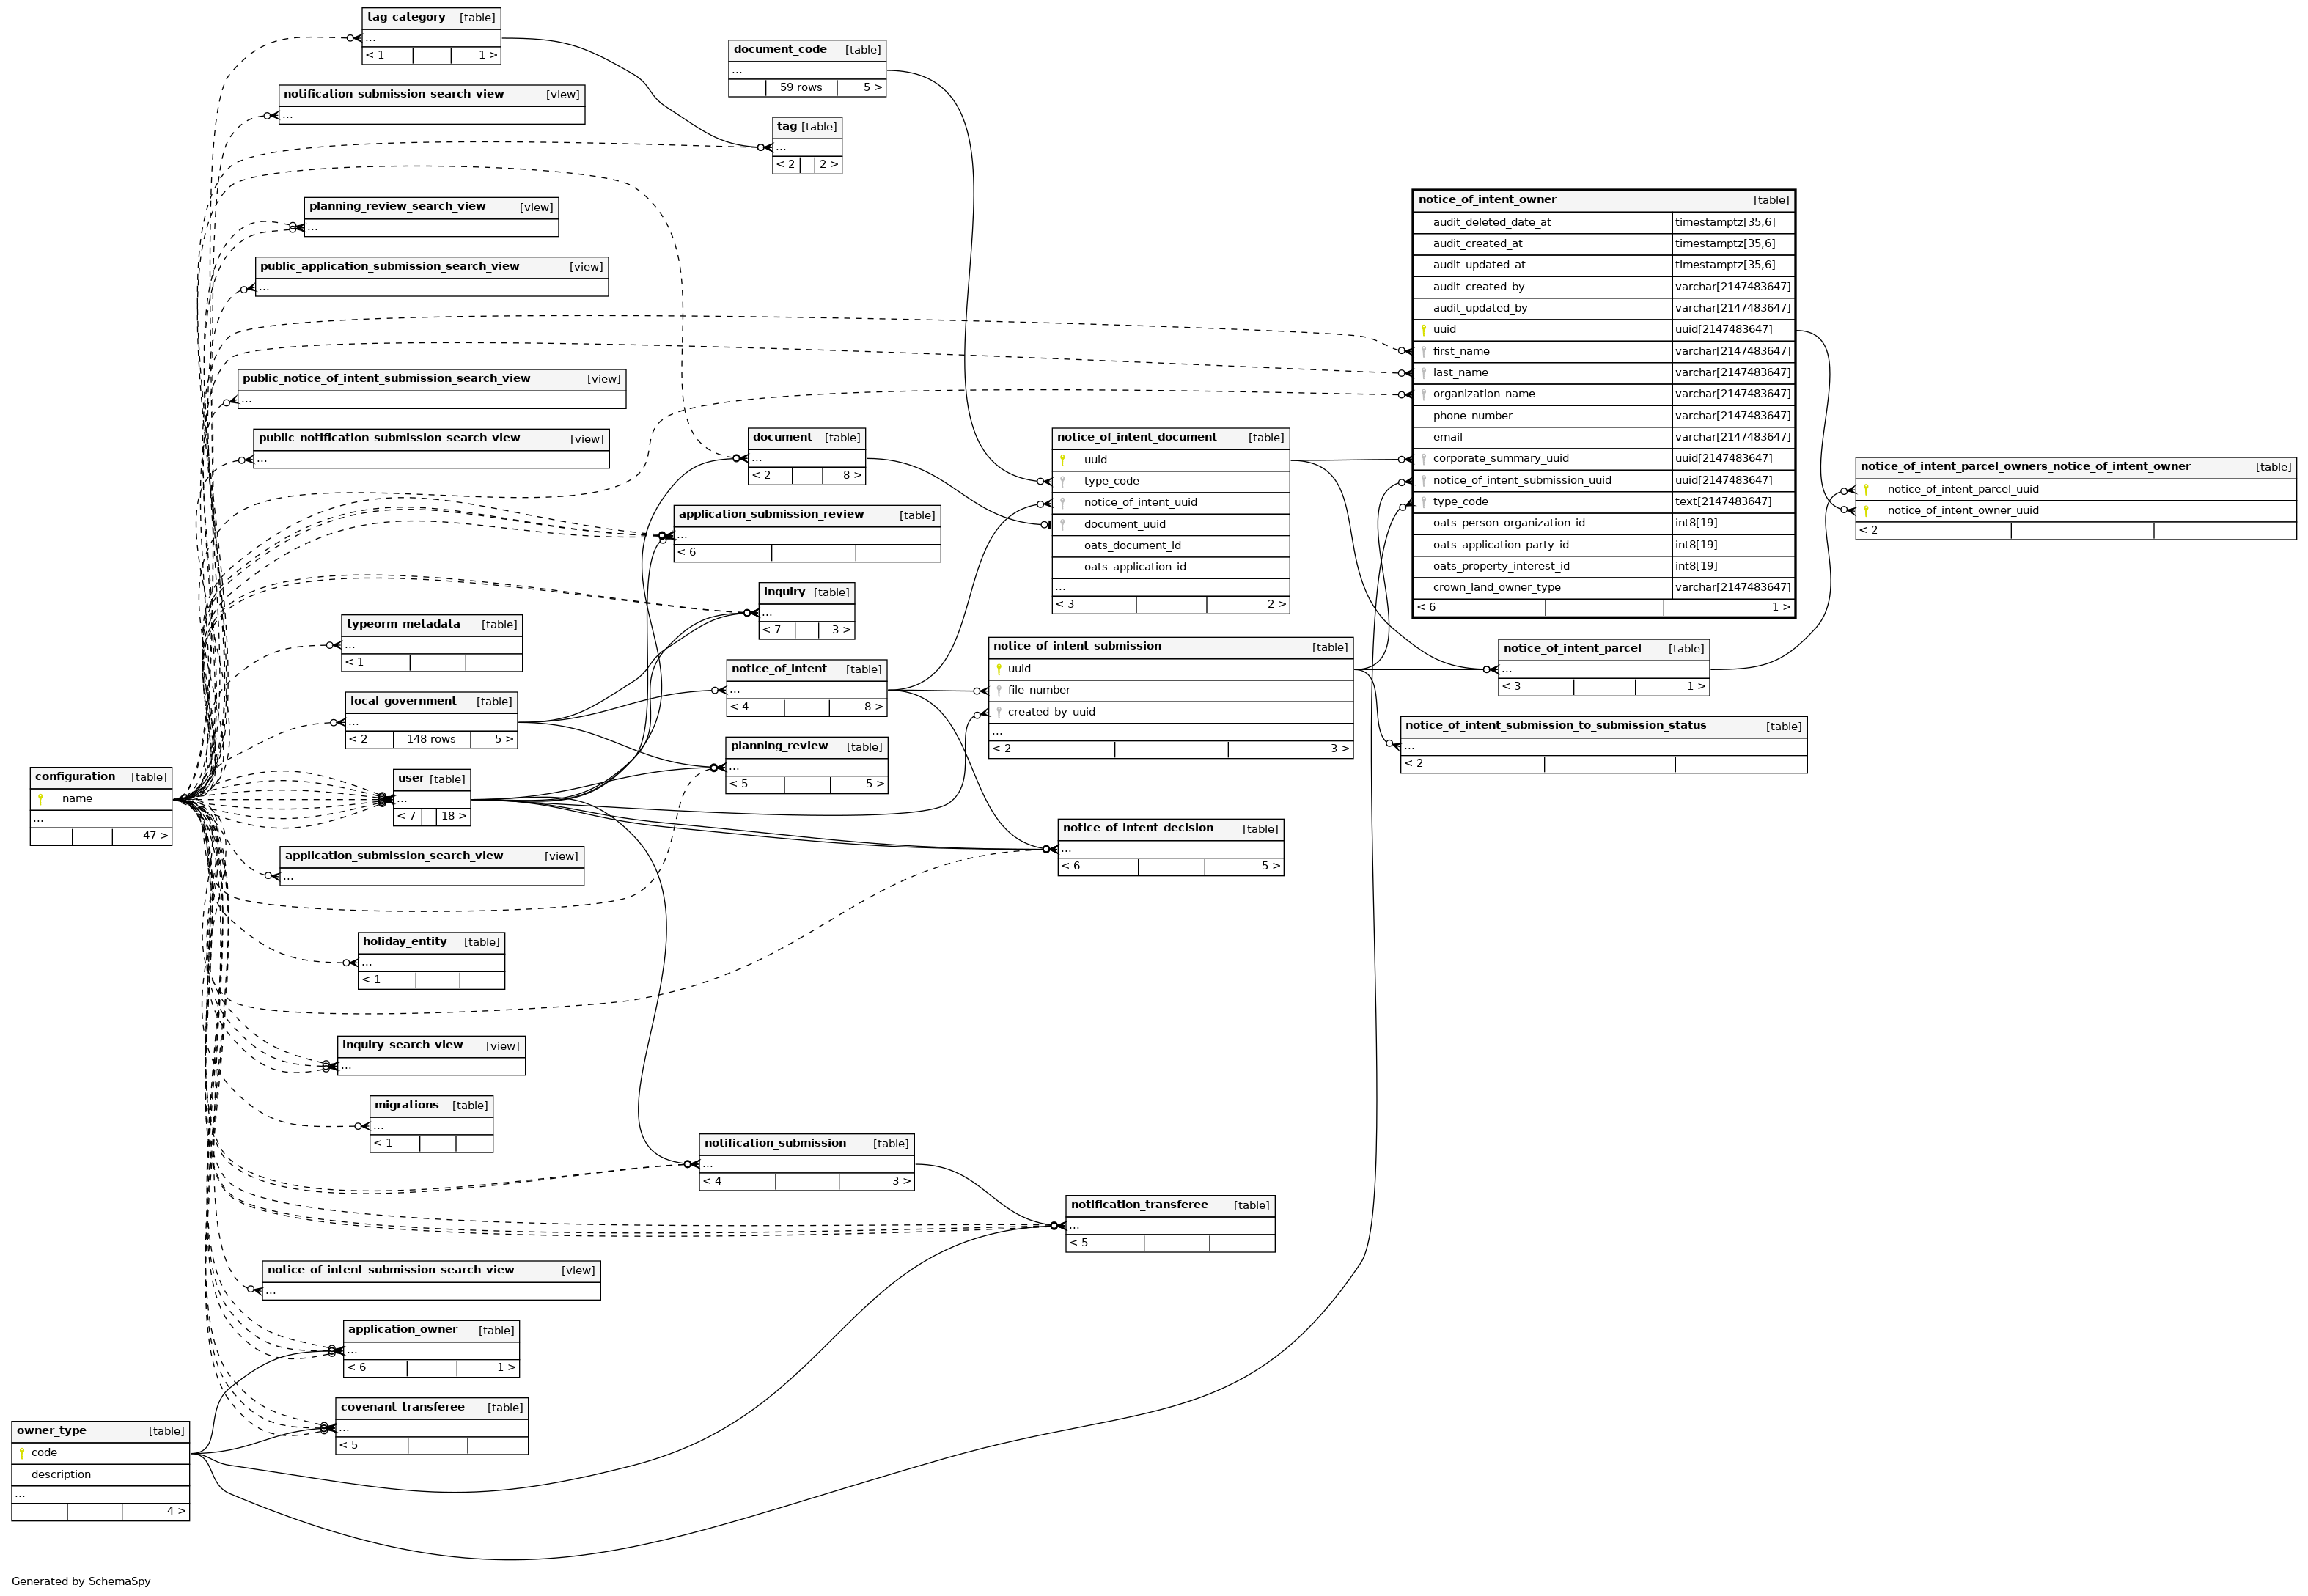 tag_category [table]
...
< 1 1 >
document_code [table]
...
59 rows 5 >
notification_submission_search_view [view]
...
tag [table]
...
< 2 2 >
planning_review_search_view [view]
...
public_application_submission_search_view [view]
...
public_notice_of_intent_submission_search_view [view]
...
public_notification_submission_search_view [view]
...
document [table]
...
< 2 8 >
application_submission_review [table]
...
< 6
inquiry [table]
...
< 7 3 >
typeorm_metadata [table]
...
< 1
notice_of_intent [table]
...
< 4 8 >
local_government [table]
...
< 2 148 rows 5 >
planning_review [table]
...
< 5 5 >
configuration [table]
name
...
47 >
user [table]
...
< 7 18 >
application_submission_search_view [view]
...
holiday_entity [table]
...
< 1
inquiry_search_view [view]
...
migrations [table]
...
< 1
notification_submission [table]
...
< 4 3 >
notification_transferee [table]
...
< 5
notice_of_intent_submission_search_view [view]
...
application_owner [table]
...
< 6 1 >
covenant_transferee [table]
...
< 5
owner_type [table]
code
description
...
4 >
notice_of_intent_document [table]
uuid
type_code
notice_of_intent_uuid
document_uuid
oats_document_id
oats_application_id
...
< 3 2 >
notice_of_intent_submission [table]
uuid
file_number
created_by_uuid
...
< 2 3 >
notice_of_intent_decision [table]
...
< 6 5 >
notice_of_intent_owner [table]
audit_deleted_date_at timestamptz[35,6]
audit_created_at timestamptz[35,6]
audit_updated_at timestamptz[35,6]
audit_created_by varchar[2147483647]
audit_updated_by varchar[2147483647]
uuid uuid[2147483647]
first_name varchar[2147483647]
last_name varchar[2147483647]
organization_name varchar[2147483647]
phone_number varchar[2147483647]
email varchar[2147483647]
corporate_summary_uuid uuid[2147483647]
notice_of_intent_submission_uuid uuid[2147483647]
type_code text[2147483647]
oats_person_organization_id int8[19]
oats_application_party_id int8[19]
oats_property_interest_id int8[19]
crown_land_owner_type varchar[2147483647]
< 6 1 >
notice_of_intent_parcel [table]
...
< 3 1 >
notice_of_intent_submission_to_submission_status [table]
...
< 2
notice_of_intent_parcel_owners_notice_of_intent_owner [table]
notice_of_intent_parcel_uuid
notice_of_intent_owner_uuid
< 2
Generated by SchemaSpy